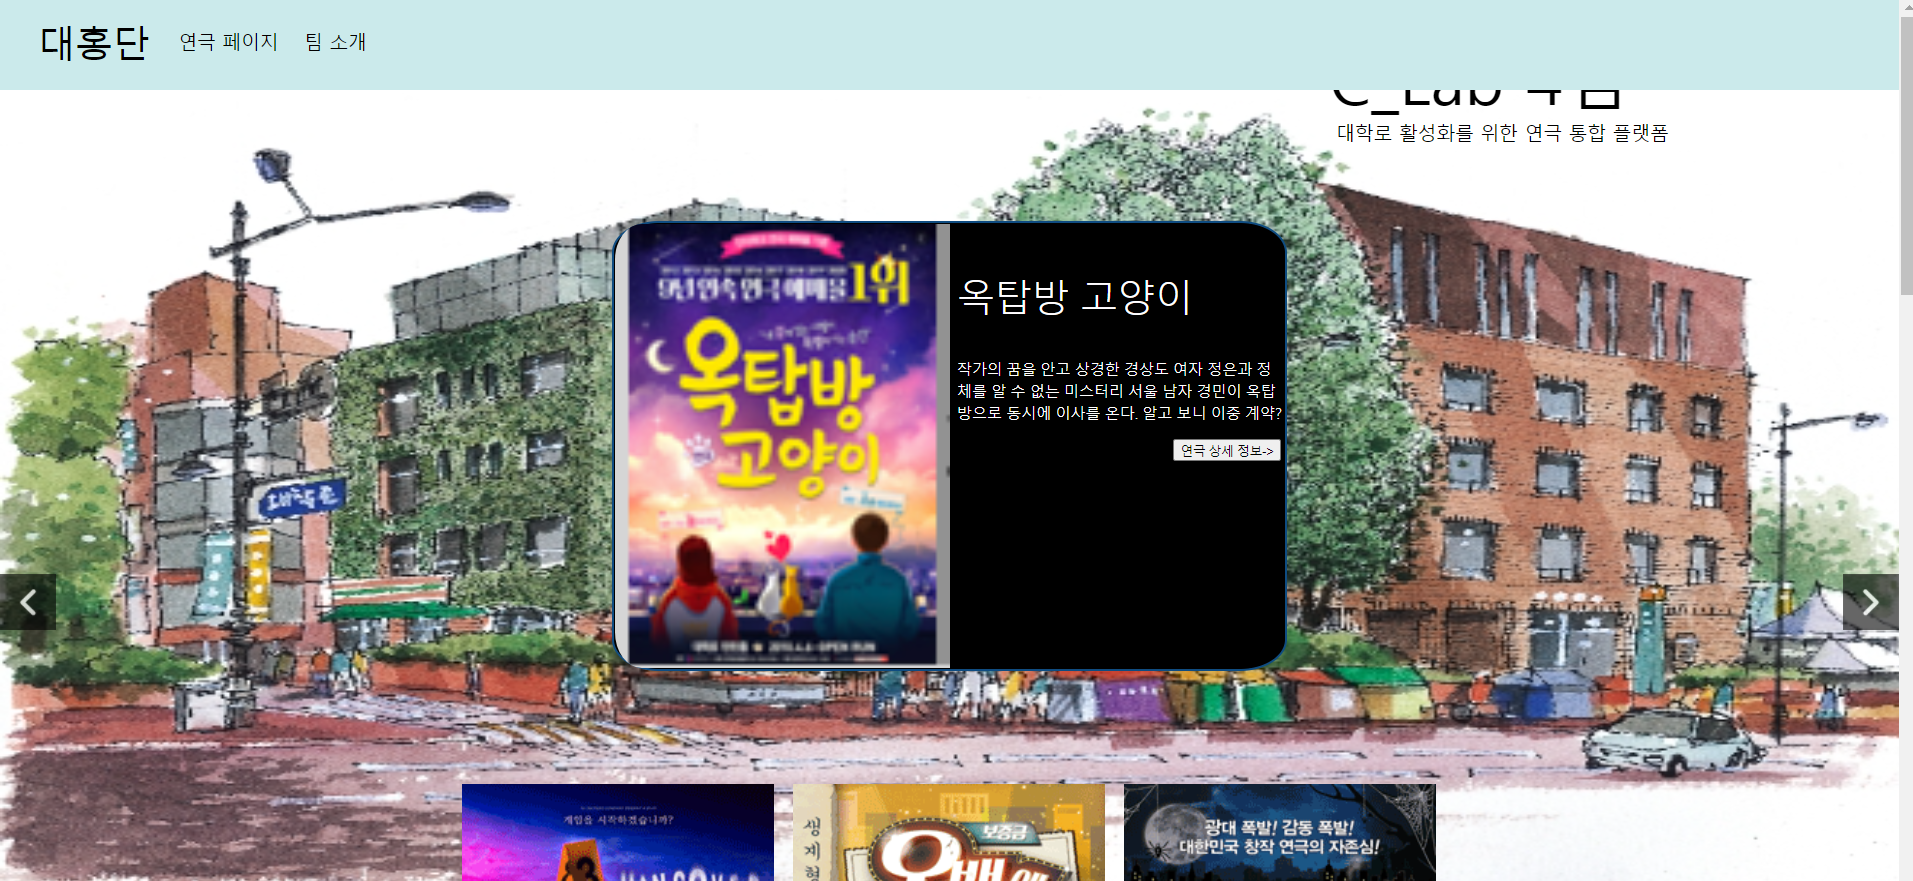 대홍단 연극 페이지 팀 소개
대학로 활성화를 위한 연극 통합 플랫폼
9년 연속 연극 예매율 1위
옥탑방
고양이
옥탑방 고양이
작가의 꿈을 안고 상경한 경상도 여자 정은과 정
체를 알 수 없는 미스터리 서울 남자 경민이 옥탑
방으로 동시에 이사를 온다. 알고 보니 이중 계약?
연극 상세 정보->
대학로
게임을 시작하겠습니까?
생
계
형
보증금
광대 폭발! 감동 폭발!
대한민국 창작 연극의 자존심!